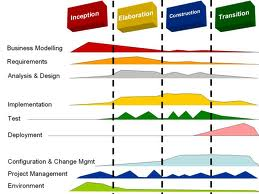 Inception Elaboration Construction Transition
Business Modelling
Requirements
Analysis & Design
Implementation
Test
Deployment
Configuration & Change Mgmt
Project Management
Environment